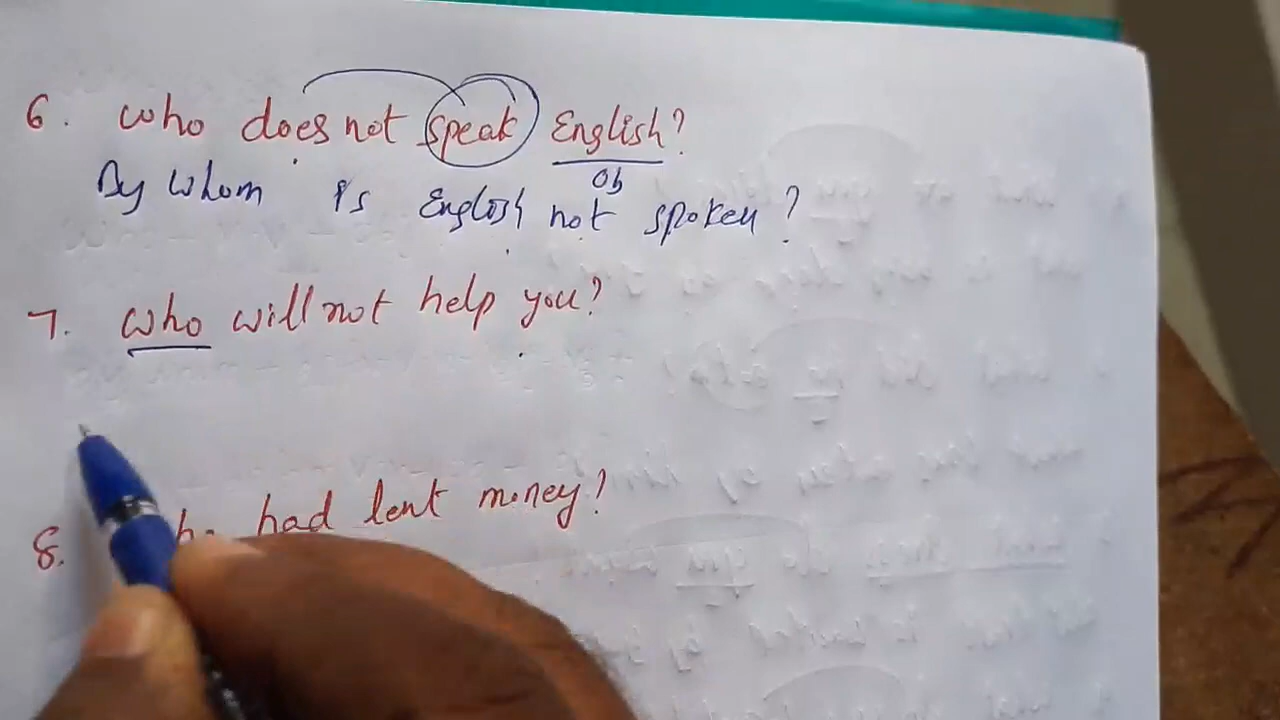 6. Who does not speak English?
Ob
By Whom is English not spoken?
7. Who will not help you?
8. had lent money?